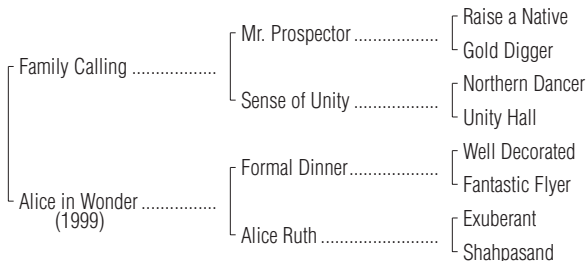 Raise a Native
Mr. Prospector ..................
Gold Digger
Family Calling ..................
Northern Dancer
Sense of Unity ..................
Unity Hall
Well Decorated
Formal Dinner ..................
Fantastic Flyer
Alice in Wonder ................
(1999)
Exuberant
Alice Ruth ........................
Shahpasand